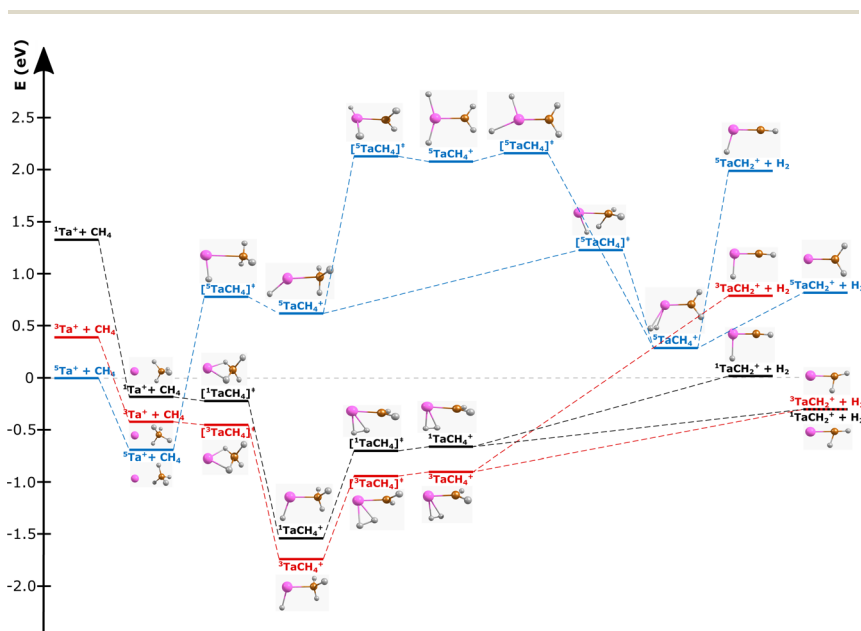 E (eV)
2.5
2.0
1.5
1.0
0.5
0
-0.5
-1.0
-1.5
-2.0
¹Ta⁺+ CH₄
³Ta⁺ + CH₄
⁵Ta⁺ + CH₄
¹Ta⁺+ CH₄
³Ta⁺ + CH₄
⁵Ta⁺+ CH₄
[⁵TaCH₄]⁺
[¹TaCH₄]⁺
[³TaCH₄]
⁵TaCH₄⁺
¹TaCH₄⁺
³TaCH₄⁺
[⁵TaCH₄]⁺
[¹TaCH₄]⁺
[³TaCH₄]⁺
⁵TaCH₄⁺
¹TaCH₄⁺
³TaCH₄⁺
[⁵TaCH₄]⁺
[⁵TaCH₄]⁺
⁵TaCH₄⁺
⁵TaCH₂⁺ + H₂
³TaCH₂⁺ + H₂
¹TaCH₂⁺ + H₂
⁵TaCH₂⁺ + H₂
³TaCH₂⁺ + H₂
¹TaCH₂⁺ + H₂